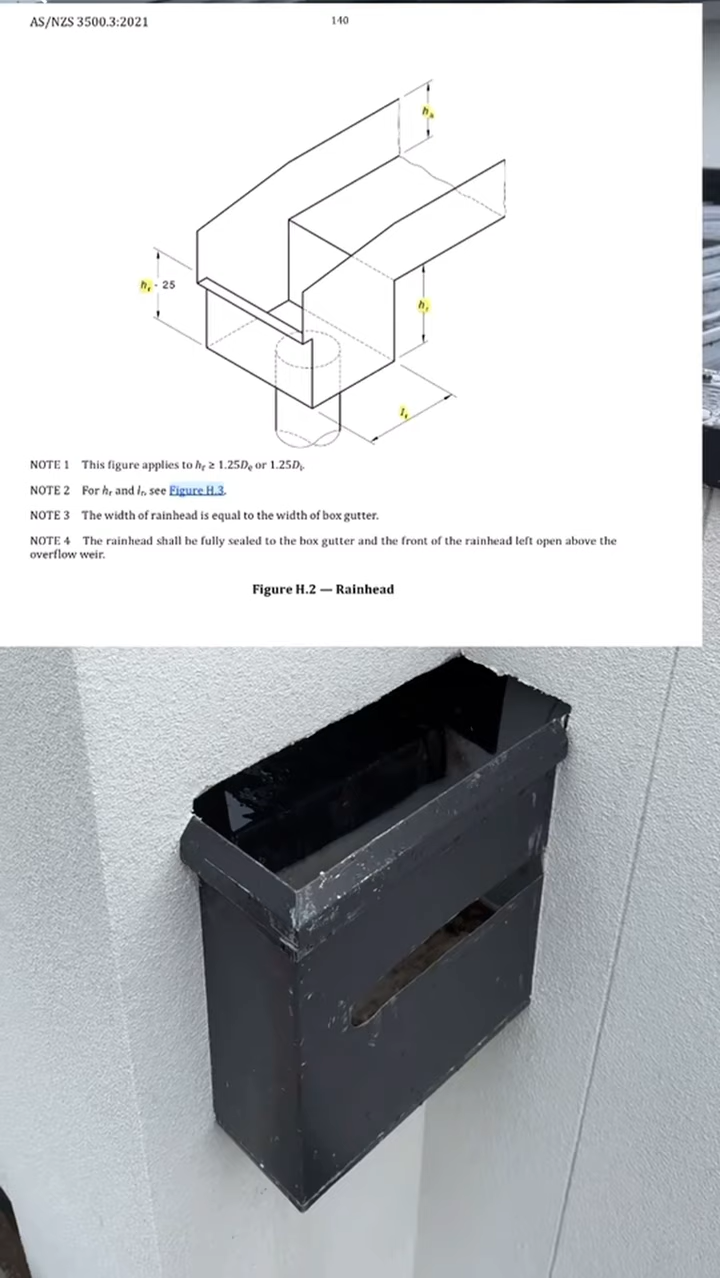 AS/NZS 3500.3:2021
140
ha
hr - 25
hr
lr
NOTE 1 This figure applies to hr ≥ 1.25De or 1.25Di.
NOTE 2 For hr and lr, see Figure H.3.
NOTE 3 The width of rainhead is equal to the width of box gutter.
NOTE 4 The rainhead shall be fully sealed to the box gutter and the front of the rainhead left open above the
overflow weir.
Figure H.2 — Rainhead